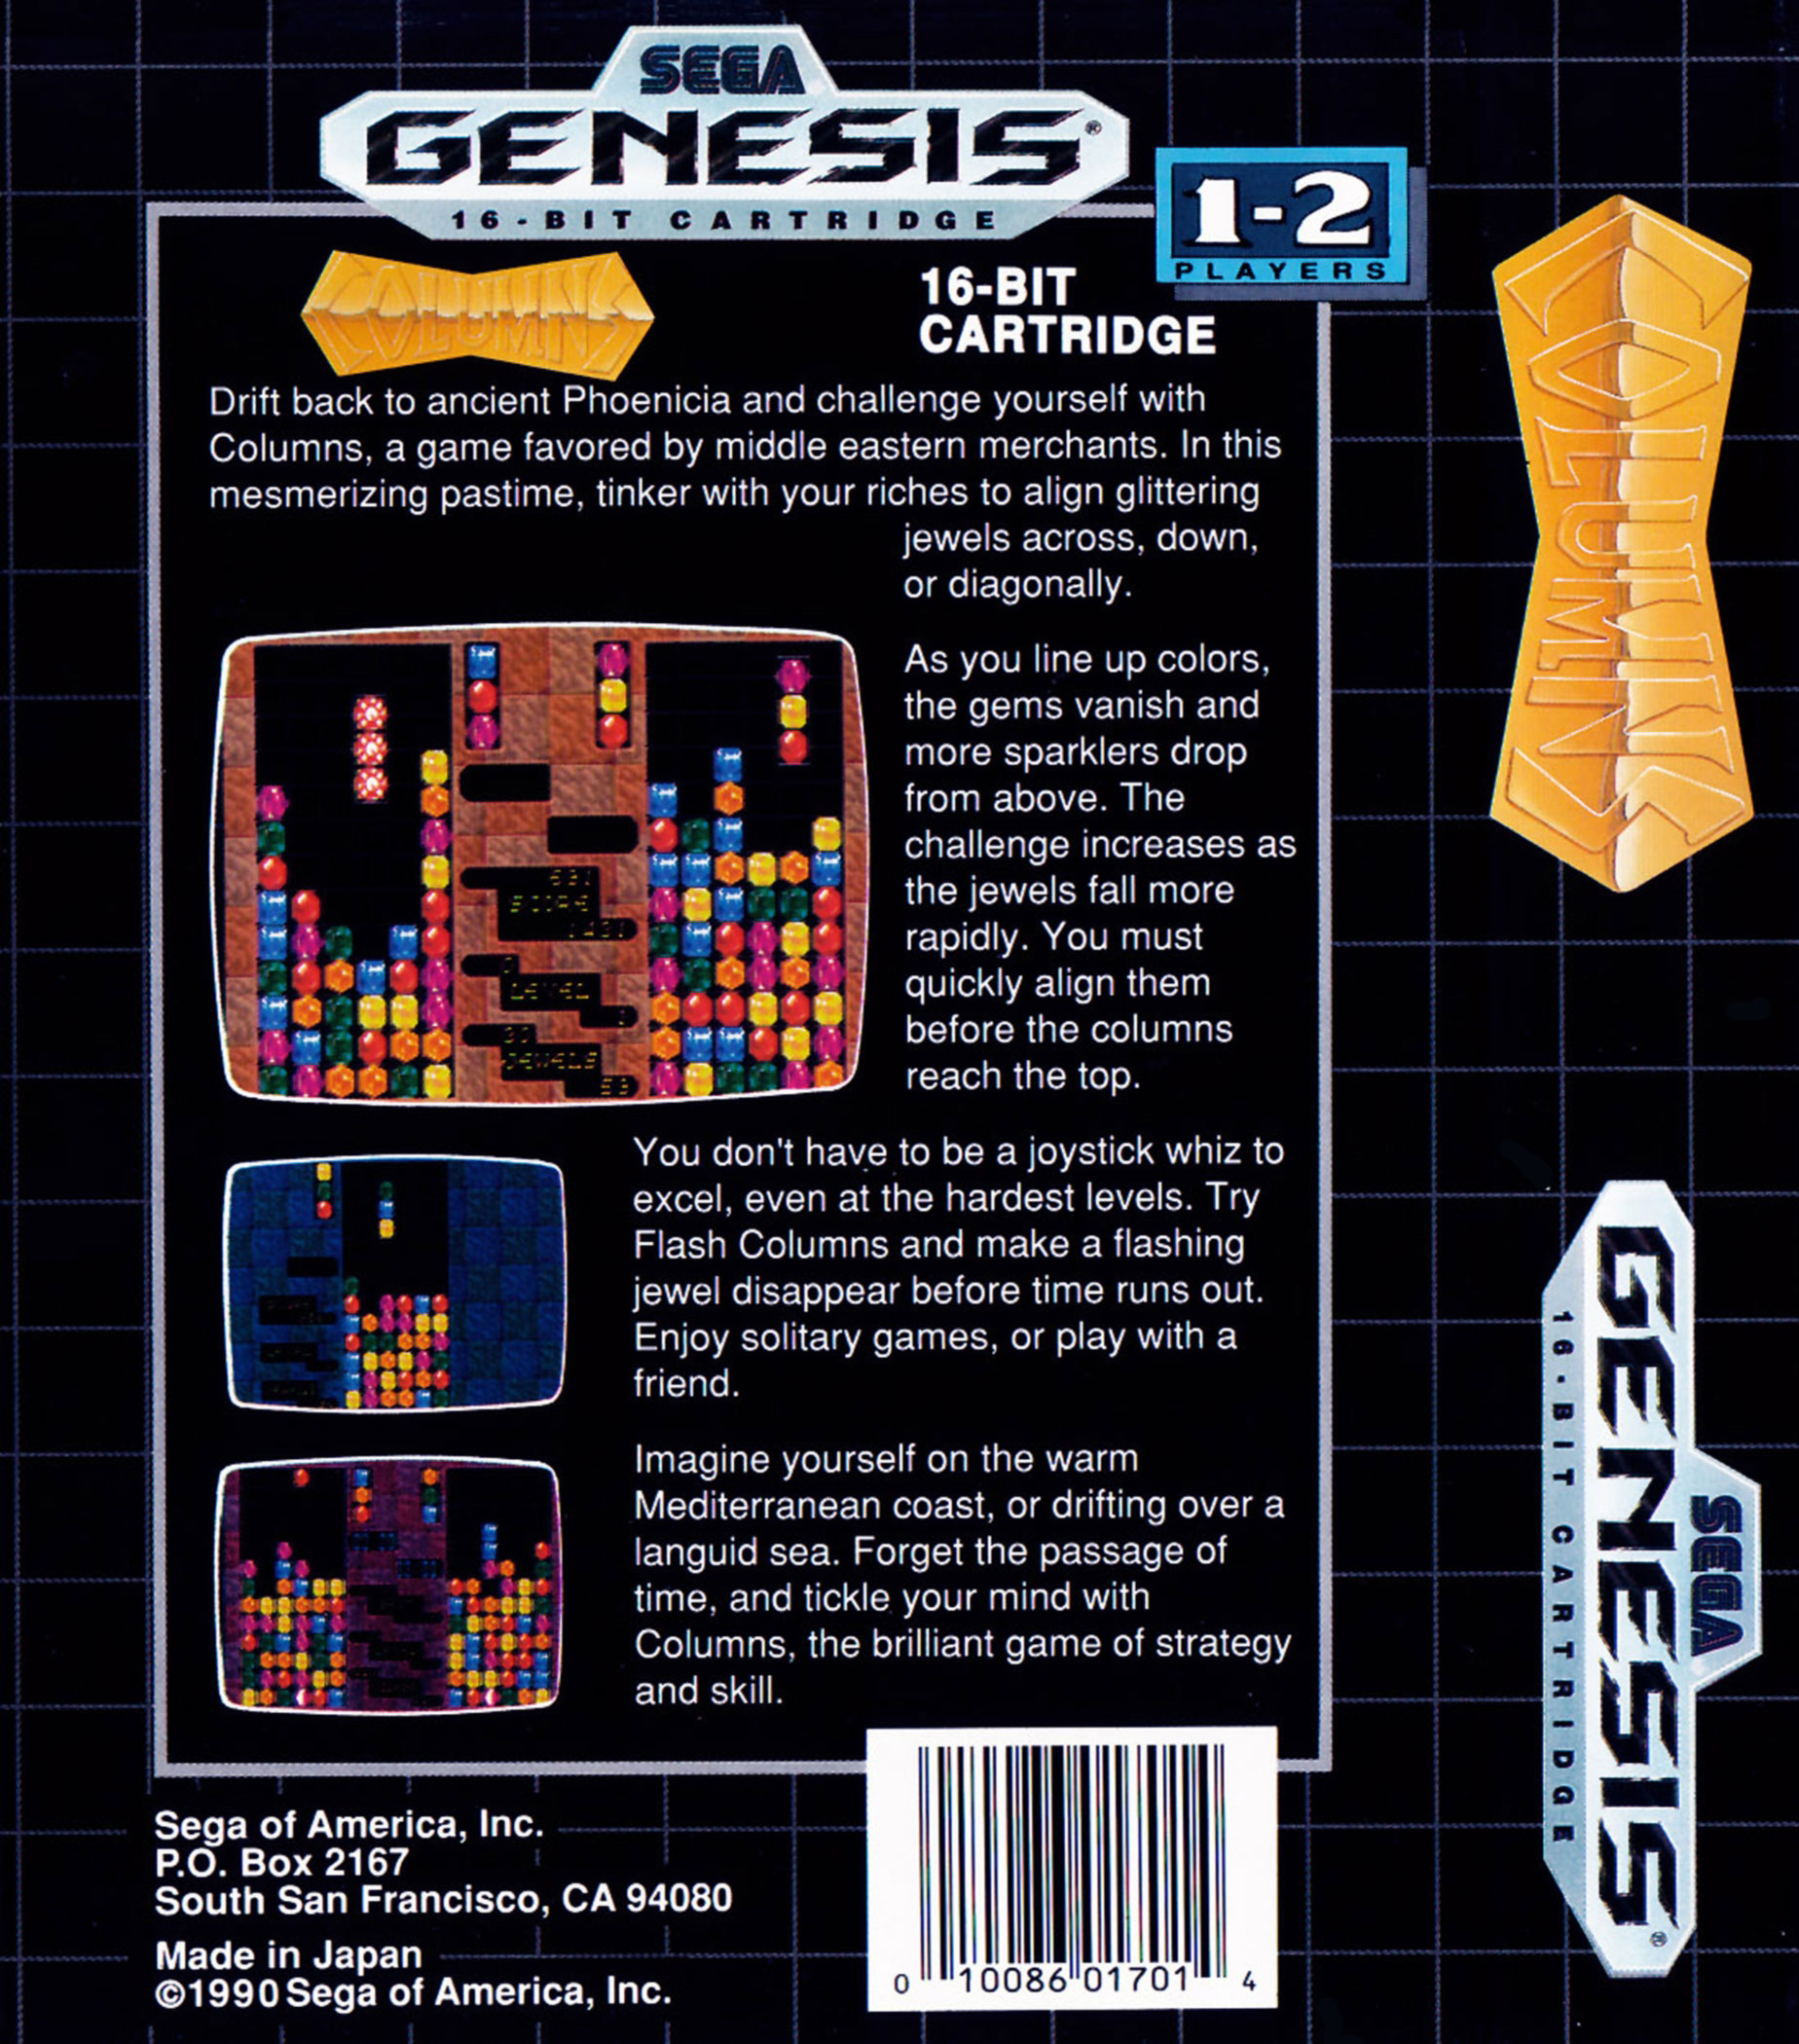 SEGA
GENESIS®
16-BIT CARTRIDGE
1-2
PLAYERS
COLUMNS
16-BIT
CARTRIDGE
Drift back to ancient Phoenicia and challenge yourself with
Columns, a game favored by middle eastern merchants. In this
mesmerizing pastime, tinker with your riches to align glittering
jewels across, down,
or diagonally.
As you line up colors,
the gems vanish and
more sparklers drop
from above. The
challenge increases as
the jewels fall more
rapidly. You must
quickly align them
before the columns
reach the top.
SCORE
LEVEL
JEWELS
You don't have to be a joystick whiz to
excel, even at the hardest levels. Try
Flash Columns and make a flashing
jewel disappear before time runs out.
Enjoy solitary games, or play with a
friend.
Imagine yourself on the warm
Mediterranean coast, or drifting over a
languid sea. Forget the passage of
time, and tickle your mind with
Columns, the brilliant game of strategy
and skill.
Sega of America, Inc.
P.O. Box 2167
South San Francisco, CA 94080
Made in Japan
©1990 Sega of America, Inc.
0 10086 01701 4
COLUMNS
SEGA
GENESIS®
16-BIT CARTRIDGE